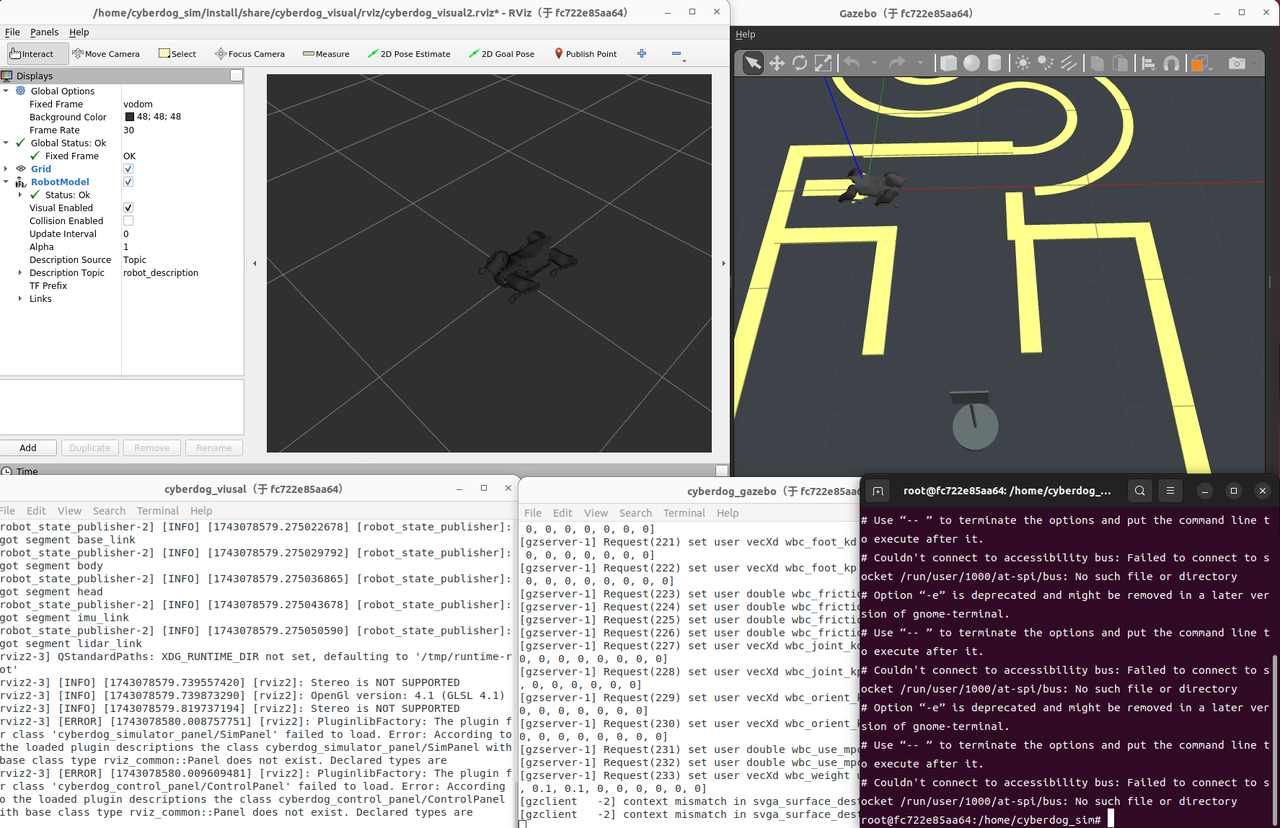 /home/cyberdog_sim/install/share/cyberdog_visual/rviz/cyberdog_visual2.rviz* - RViz（于 fc722e85aa64）
File Panels Help
Interact Move Camera Select Focus Camera Measure 2D Pose Estimate 2D Goal Pose Publish Point
Displays
Global Options
Fixed Frame vodom
Background Color 48; 48; 48
Frame Rate 30
Global Status: Ok
Fixed Frame OK
Grid
RobotModel
Status: Ok
Visual Enabled
Collision Enabled
Update Interval 0
Alpha 1
Description Source Topic
Description Topic robot_description
TF Prefix
Links
Add Duplicate Remove Rename
Time
Gazebo（于 fc722e85aa64）
Help
cyberdog_viusal（于 fc722e85aa64）
File Edit View Search Terminal Help
robot_state_publisher-2] [INFO] [1743078579.275022678] [robot_state_publisher]:
got segment base_link
robot_state_publisher-2] [INFO] [1743078579.275029792] [robot_state_publisher]:
got segment body
robot_state_publisher-2] [INFO] [1743078579.275036865] [robot_state_publisher]:
got segment head
robot_state_publisher-2] [INFO] [1743078579.275043678] [robot_state_publisher]:
got segment imu_link
robot_state_publisher-2] [INFO] [1743078579.275050590] [robot_state_publisher]:
got segment lidar_link
rviz2-3] QStandardPaths: XDG_RUNTIME_DIR not set, defaulting to '/tmp/runtime-r
ot'
rviz2-3] [INFO] [1743078579.739557420] [rviz2]: Stereo is NOT SUPPORTED
rviz2-3] [INFO] [1743078579.739873290] [rviz2]: OpenGl version: 4.1 (GLSL 4.1)
rviz2-3] [INFO] [1743078579.819737194] [rviz2]: Stereo is NOT SUPPORTED
rviz2-3] [ERROR] [1743078580.008757751] [rviz2]: PluginlibFactory: The plugin f
r class 'cyberdog_simulator_panel/SimPanel' failed to load. Error: According to
the loaded plugin descriptions the class cyberdog_simulator_panel/SimPanel with
base class type rviz_common::Panel does not exist. Declared types are
rviz2-3] [ERROR] [1743078580.009609481] [rviz2]: PluginlibFactory: The plugin f
r class 'cyberdog_control_panel/ControlPanel' failed to load. Error: According
o the loaded plugin descriptions the class cyberdog_control_panel/ControlPanel
with base class type rviz_common::Panel does not exist. Declared types are
cyberdog_gazebo（于 fc722e85aa64
File Edit View Search Terminal Help
0, 0, 0, 0, 0, 0, 0]
[gzserver-1] Request(221) set user vecXd wbc_foot_kd
0, 0, 0, 0, 0, 0, 0]
[gzserver-1] Request(222) set user vecXd wbc_foot_kp
, 0, 0, 0, 0, 0, 0, 0]
[gzserver-1] Request(223) set user double wbc_frictio
[gzserver-1] Request(224) set user double wbc_frictio
[gzserver-1] Request(225) set user double wbc_frictio
[gzserver-1] Request(226) set user double wbc_frictio
[gzserver-1] Request(227) set user vecXd wbc_joint_kd
0, 0, 0, 0, 0, 0, 0]
[gzserver-1] Request(228) set user vecXd wbc_joint_kp
, 0, 0, 0, 0, 0, 0]
[gzserver-1] Request(229) set user vecXd wbc_orient_k
0, 0, 0, 0, 0, 0, 0]
[gzserver-1] Request(230) set user vecXd wbc_orient_k
0, 0, 0, 0, 0, 0, 0]
[gzserver-1] Request(231) set user double wbc_use_mpc
[gzserver-1] Request(232) set user double wbc_use_mp
[gzserver-1] Request(233) set user vecXd wbc_weight u
, 0.1, 0.1, 0, 0, 0, 0, 0, 0]
[gzclient -2] context mismatch in svga_surface_dest
[gzclient -2] context mismatch in svga_surface_dest
root@fc722e85aa64: /home/cyberdog_...
# Use “-- ” to terminate the options and put the command line t
o execute after it.
# Couldn't connect to accessibility bus: Failed to connect to s
ocket /run/user/1000/at-spi/bus: No such file or directory
# Option “-e” is deprecated and might be removed in a later ver
sion of gnome-terminal.
# Use “-- ” to terminate the options and put the command line t
o execute after it.
# Couldn't connect to accessibility bus: Failed to connect to s
ocket /run/user/1000/at-spi/bus: No such file or directory
# Option “-e” is deprecated and might be removed in a later ver
sion of gnome-terminal.
# Use “-- ” to terminate the options and put the command line t
o execute after it.
# Couldn't connect to accessibility bus: Failed to connect to s
ocket /run/user/1000/at-spi/bus: No such file or directory
root@fc722e85aa64:/home/cyberdog_sim#